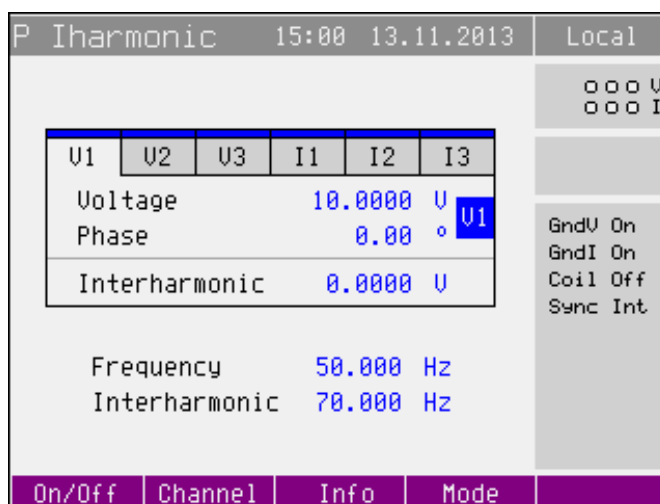 P Iharmonic 15:00 13.11.2013 Local
ooo V
ooo I
V1 V2 V3 I1 I2 I3
Voltage 10.0000 V V1
Phase 0.00 °
Interharmonic 0.0000 V
GndV On
GndI On
Coil Off
Sync Int
Frequency 50.000 Hz
Interharmonic 70.000 Hz
On/Off Channel Info Mode